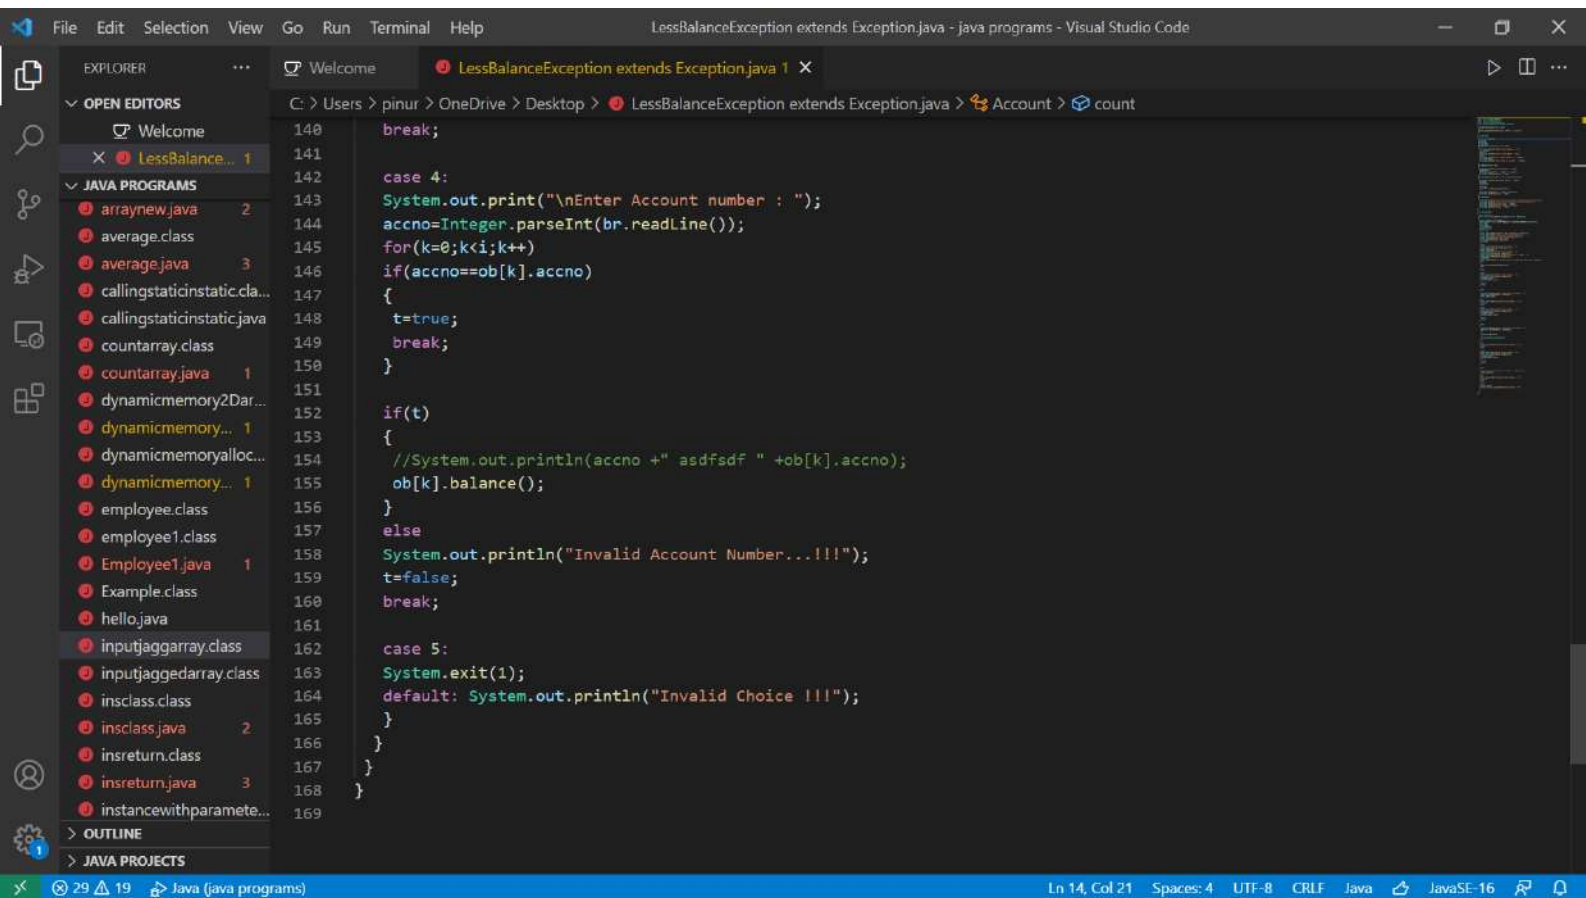 File Edit Selection View Go Run Terminal Help LessBalanceException extends Exception.java - java programs - Visual Studio Code
EXPLORER
Welcome LessBalanceException extends Exception.java 1
OPEN EDITORS
Welcome
LessBalance... 1
JAVA PROGRAMS
arraynew.java 2
average.class
average.java 3
callingstaticinstatic.cla...
callingstaticinstatic.java
countarray.class
countarray.java 1
dynamicmemory2Dar...
dynamicmemory... 1
dynamicmemoryalloc...
dynamicmemory... 1
employee.class
employee1.class
Employee1.java 1
Example.class
hello.java
inputjaggarray.class
inputjaggedarray.class
insclass.class
insclass.java 2
insreturn.class
insreturn.java 3
instancewithparamete...
OUTLINE
JAVA PROJECTS
C: > Users > pinur > OneDrive > Desktop > LessBalanceException extends Exception.java > Account > count
140 break;
141
142 case 4:
143 System.out.print("\nEnter Account number : ");
144 accno=Integer.parseInt(br.readLine());
145 for(k=0;k<i;k++)
146 if(accno==ob[k].accno)
147 {
148 t=true;
149 break;
150 }
151
152 if(t)
153 {
154 //System.out.println(accno +" asdfsdf " +ob[k].accno);
155 ob[k].balance();
156 }
157 else
158 System.out.println("Invalid Account Number...!!!");
159 t=false;
160 break;
161
162 case 5:
163 System.exit(1);
164 default: System.out.println("Invalid Choice !!!");
165 }
166 }
167 }
168 }
169
1
29 19 Java (java programs) Ln 14, Col 21 Spaces: 4 UTF-8 CRLF Java JavaSE-16